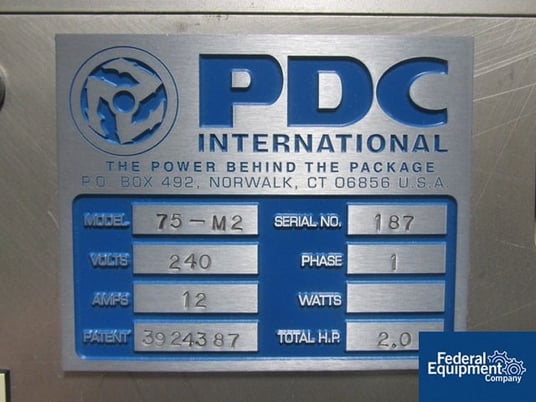 PDC
INTERNATIONAL
THE POWER BEHIND THE PACKAGE
P.O. BOX 492, NORWALK, CT 06856 U.S.A
MODEL 75-M2 SERIAL NO. 187
VOLTS 240 PHASE 1
AMPS 12 WATTS
PATENT 3924387 TOTAL H.P. 2.0
Federal
Equipment
Company